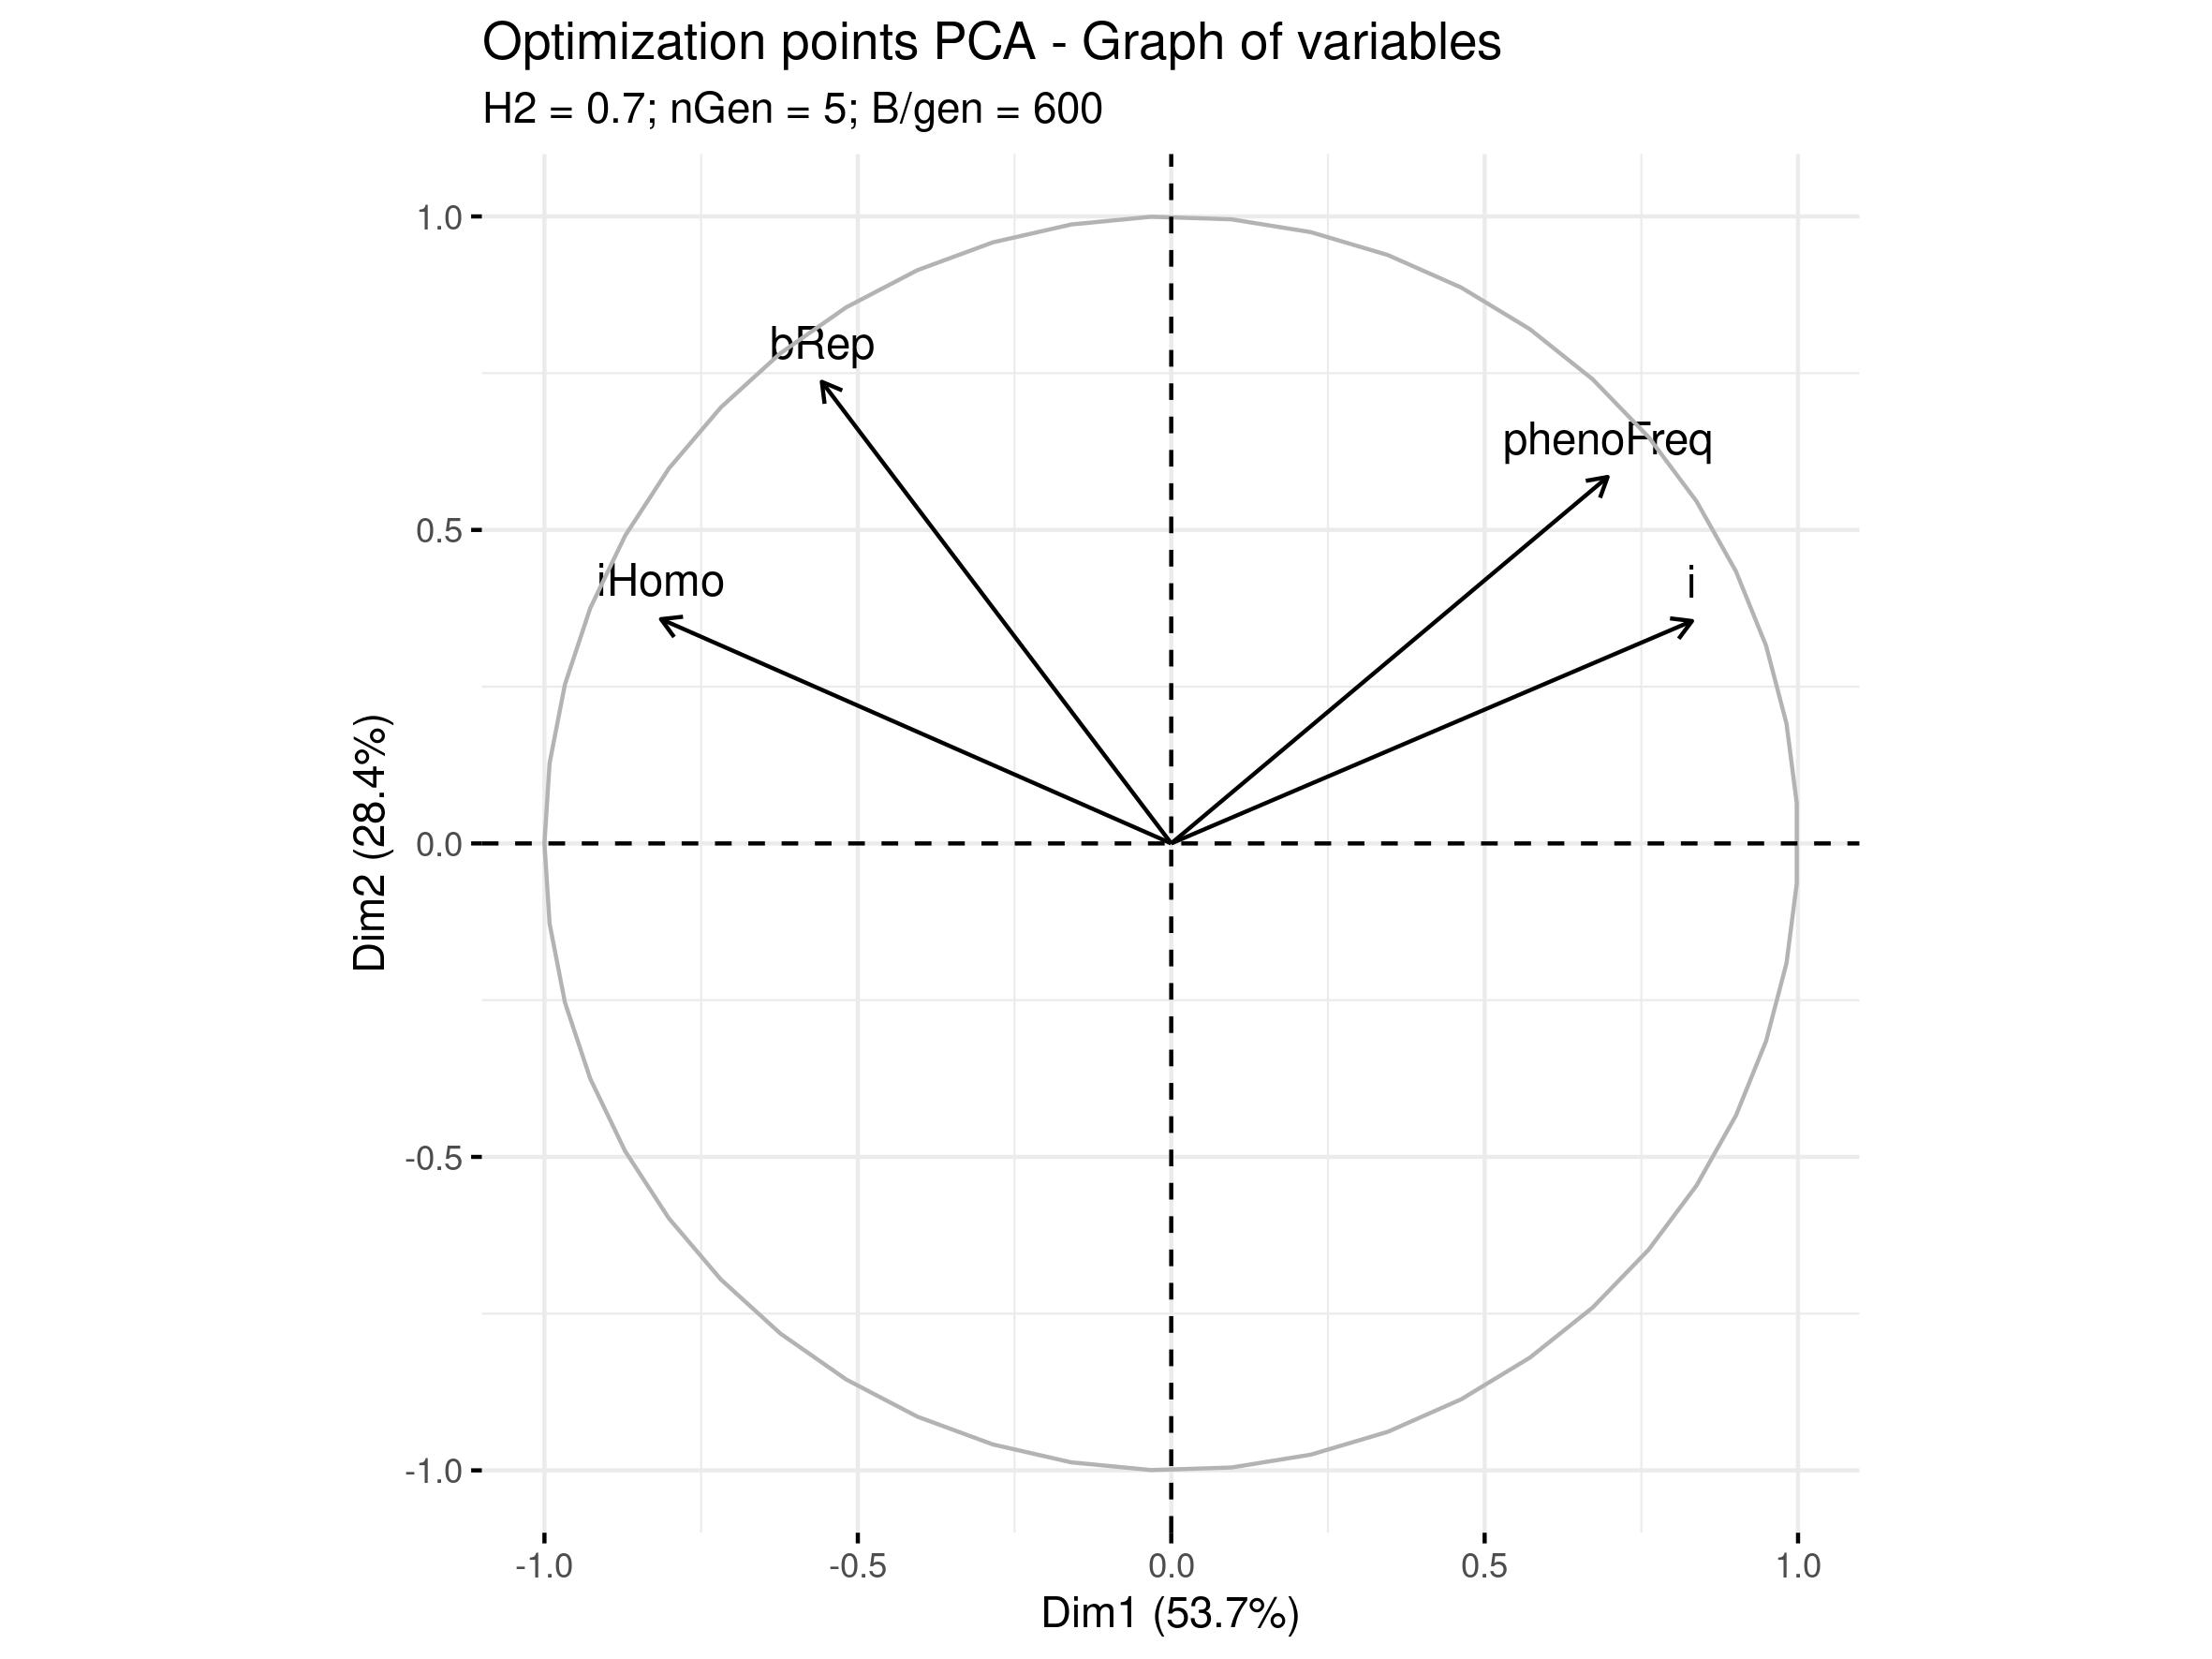 Optimization points PCA - Graph of variables
H2 = 0.7; nGen = 5; B/gen = 600
1.0
bRep
phenoFreq
0.5
iHomo
i
Dim2 (28.4%)
0.0
-0.5
-1.0
-1.0 -0.5 0.0 0.5 1.0
Dim1 (53.7%)